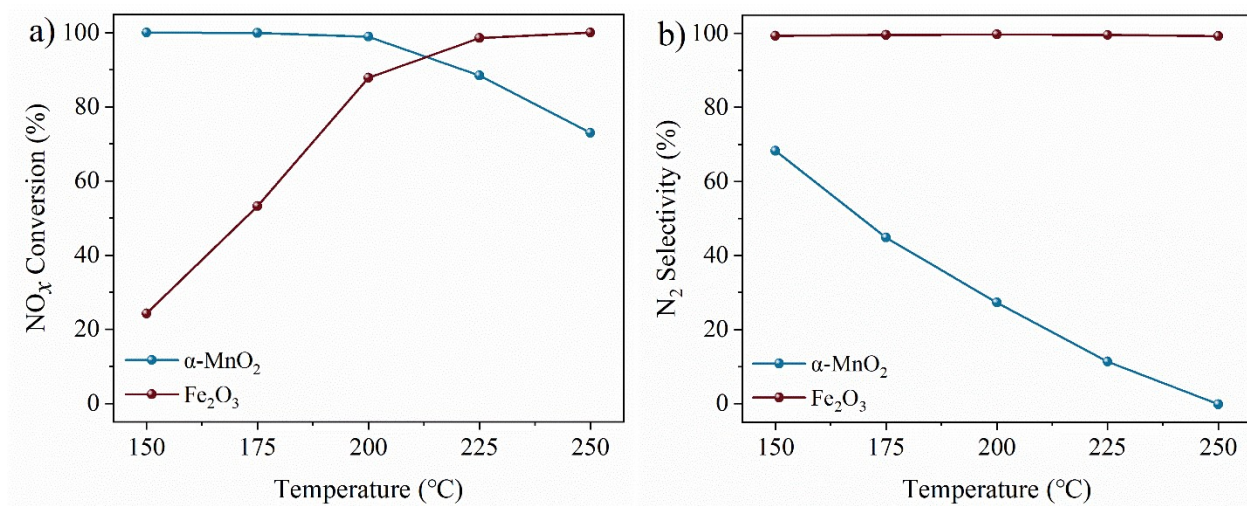 a)
NOx Conversion (%)
100
80
60
40
20
0
α-MnO₂
Fe₂O₃
150 175 200 225 250
Temperature (°C)
b)
N₂ Selectivity (%)
100
80
60
40
20
0
α-MnO₂
Fe₂O₃
150 175 200 225 250
Temperature (°C)